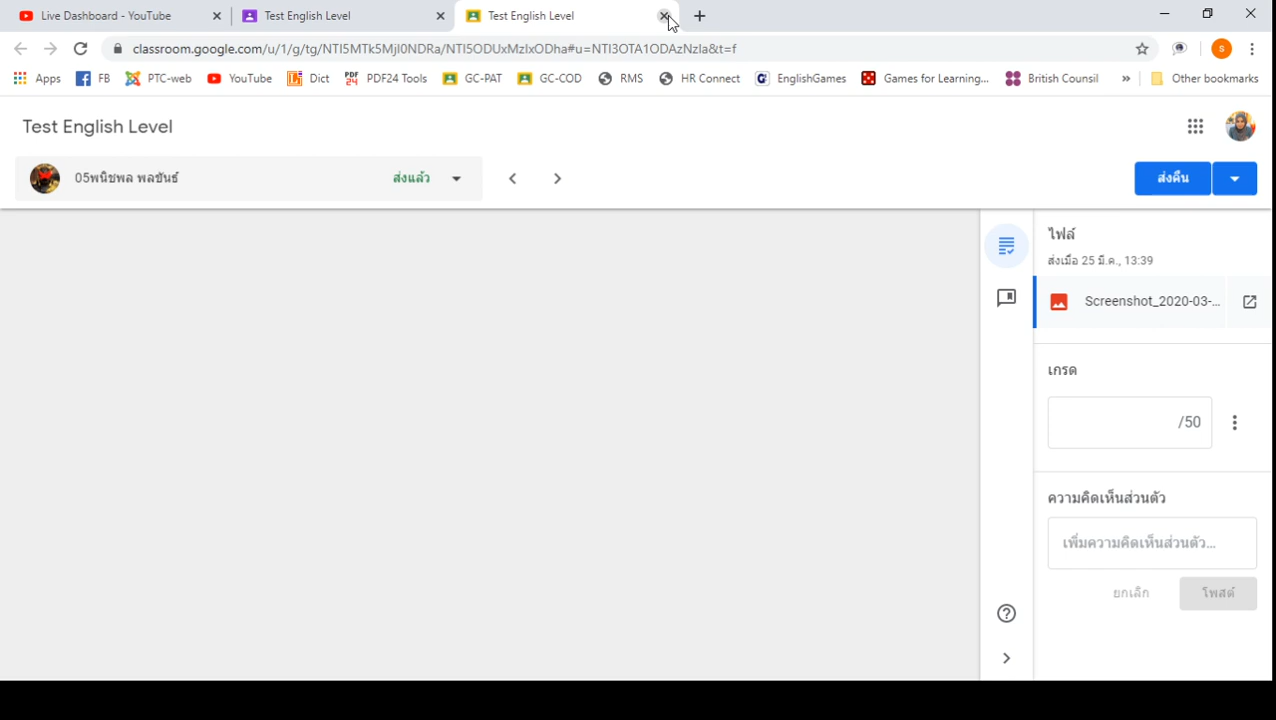 Live Dashboard - YouTube
Test English Level
Test English Level
classroom.google.com/u/1/g/tg/NTI5MTk5MjI0NDRa/NTI5ODUxMzIxODha#u=NTI3OTA1ODAzNzIa&t=f
S
Apps FB PTC-web YouTube Dict PDF24 Tools GC-PAT GC-COD RMS HR Connect EnglishGames Games for Learning,... British Counsil » Other bookmarks
Test English Level
05พนิชพล พลขันธ์ ส่งแล้ว
ส่งคืน
ไฟล์
ส่งเมื่อ 25 มี.ค., 13:39
Screenshot_2020-03-...
เกรด
/50
ความคิดเห็นส่วนตัว
เพิ่มความคิดเห็นส่วนตัว...
ยกเลิก โพสต์